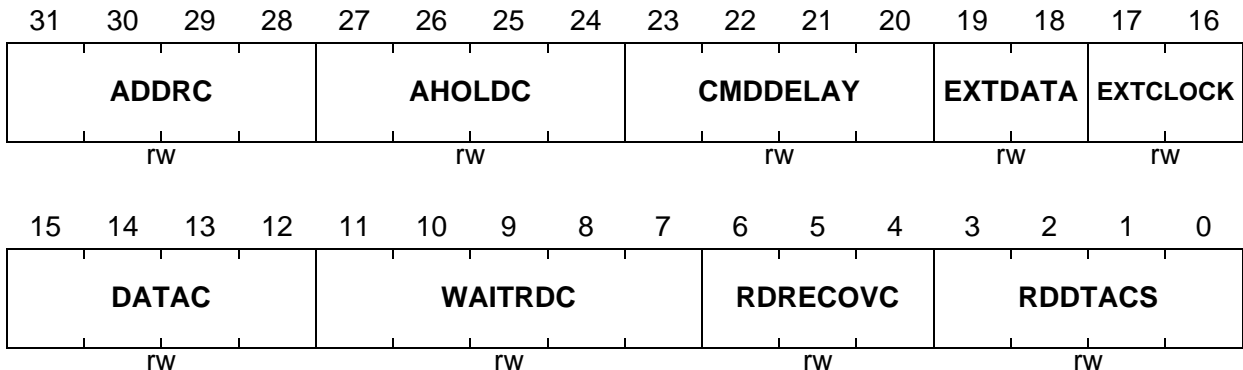 31 30 29 28 27 26 25 24 23 22 21 20 19 18 17 16
ADDRC AHOLDC CMDDELAY EXTDATA EXTCLOCK
rw rw rw rw rw
15 14 13 12 11 10 9 8 7 6 5 4 3 2 1 0
DATAC WAITRDC RDRECOVC RDDTACS
rw rw rw rw